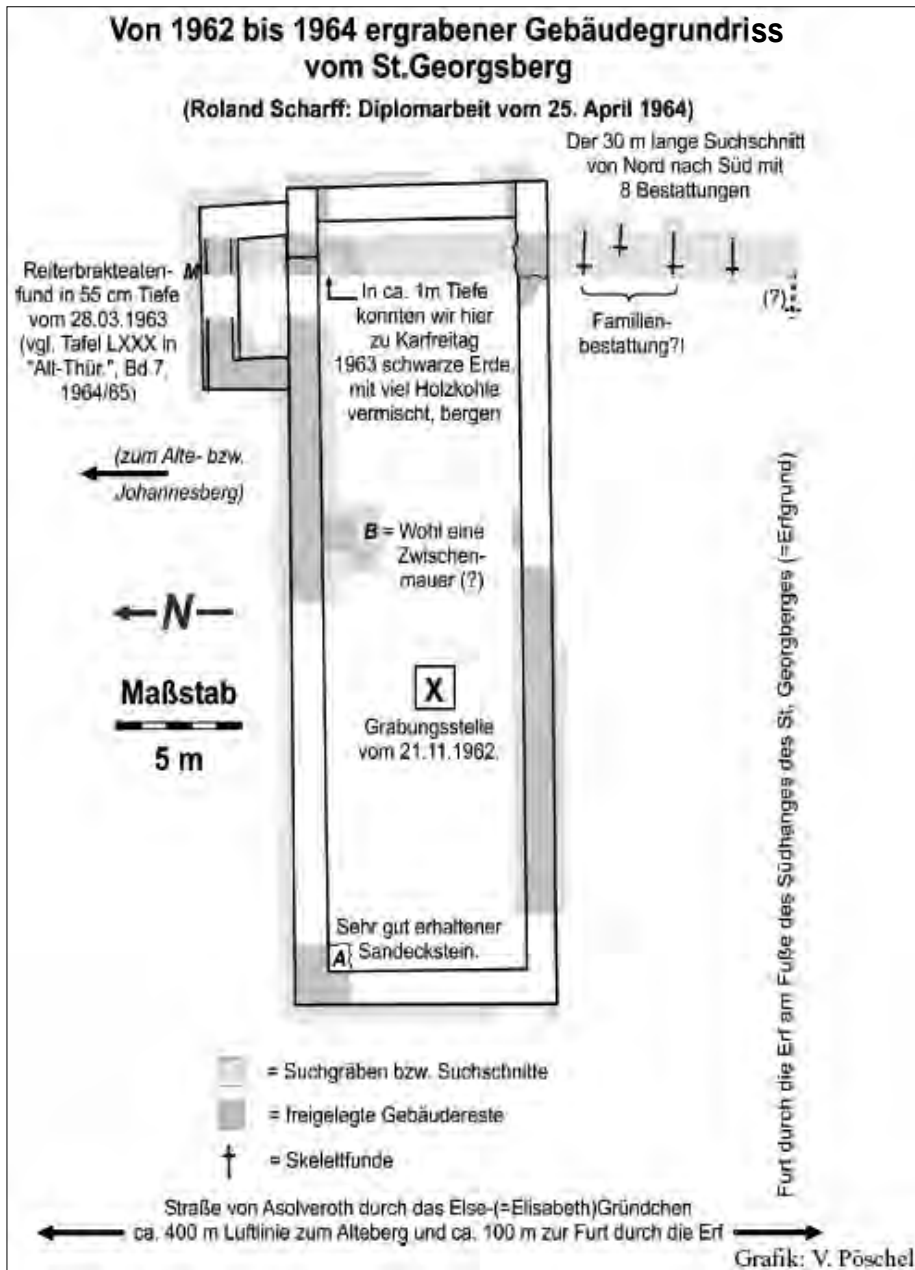 Von 1962 bis 1964 ergrabener Gebäudegrundriss
vom St.Georgsberg
(Roland Scharff: Diplomarbeit vom 25. April 1964)
Der 30 m lange Suchschnitt
von Nord nach Süd mit
8 Bestattungen
Reiterbrakteaten-
fund in 55 cm Tiefe
vom 28.03.1963
(vgl. Tafel LXXX in
"Alt-Thür.", Bd.7,
1964/65)
M
In ca. 1m Tiefe
konnten wir hier
zu Karfreitag
1963 schwarze Erde,
mit viel Holzkohle
vermischt, bergen
Familien-
bestattung?!
(?)
(zum Alte- bzw.
Johannesberg)
B = Wohl eine
Zwischen-
mauer (?)
N
Maßstab
5 m
X
Grabungsstelle
vom 21.11.1962.
Sehr gut erhaltener
Sandeckstein.
A
Furt durch die Erf am Fuße des Südhanges des St. Georgberges (=Erfgrund)
= Suchgräben bzw. Suchschnitte
= freigelegte Gebäudereste
= Skelettfunde
Straße von Asolveroth durch das Else-(=Elisabeth)Gründchen
ca. 400 m Luftlinie zum Alteberg und ca. 100 m zur Furt durch die Erf
Grafik: V. Pöschel